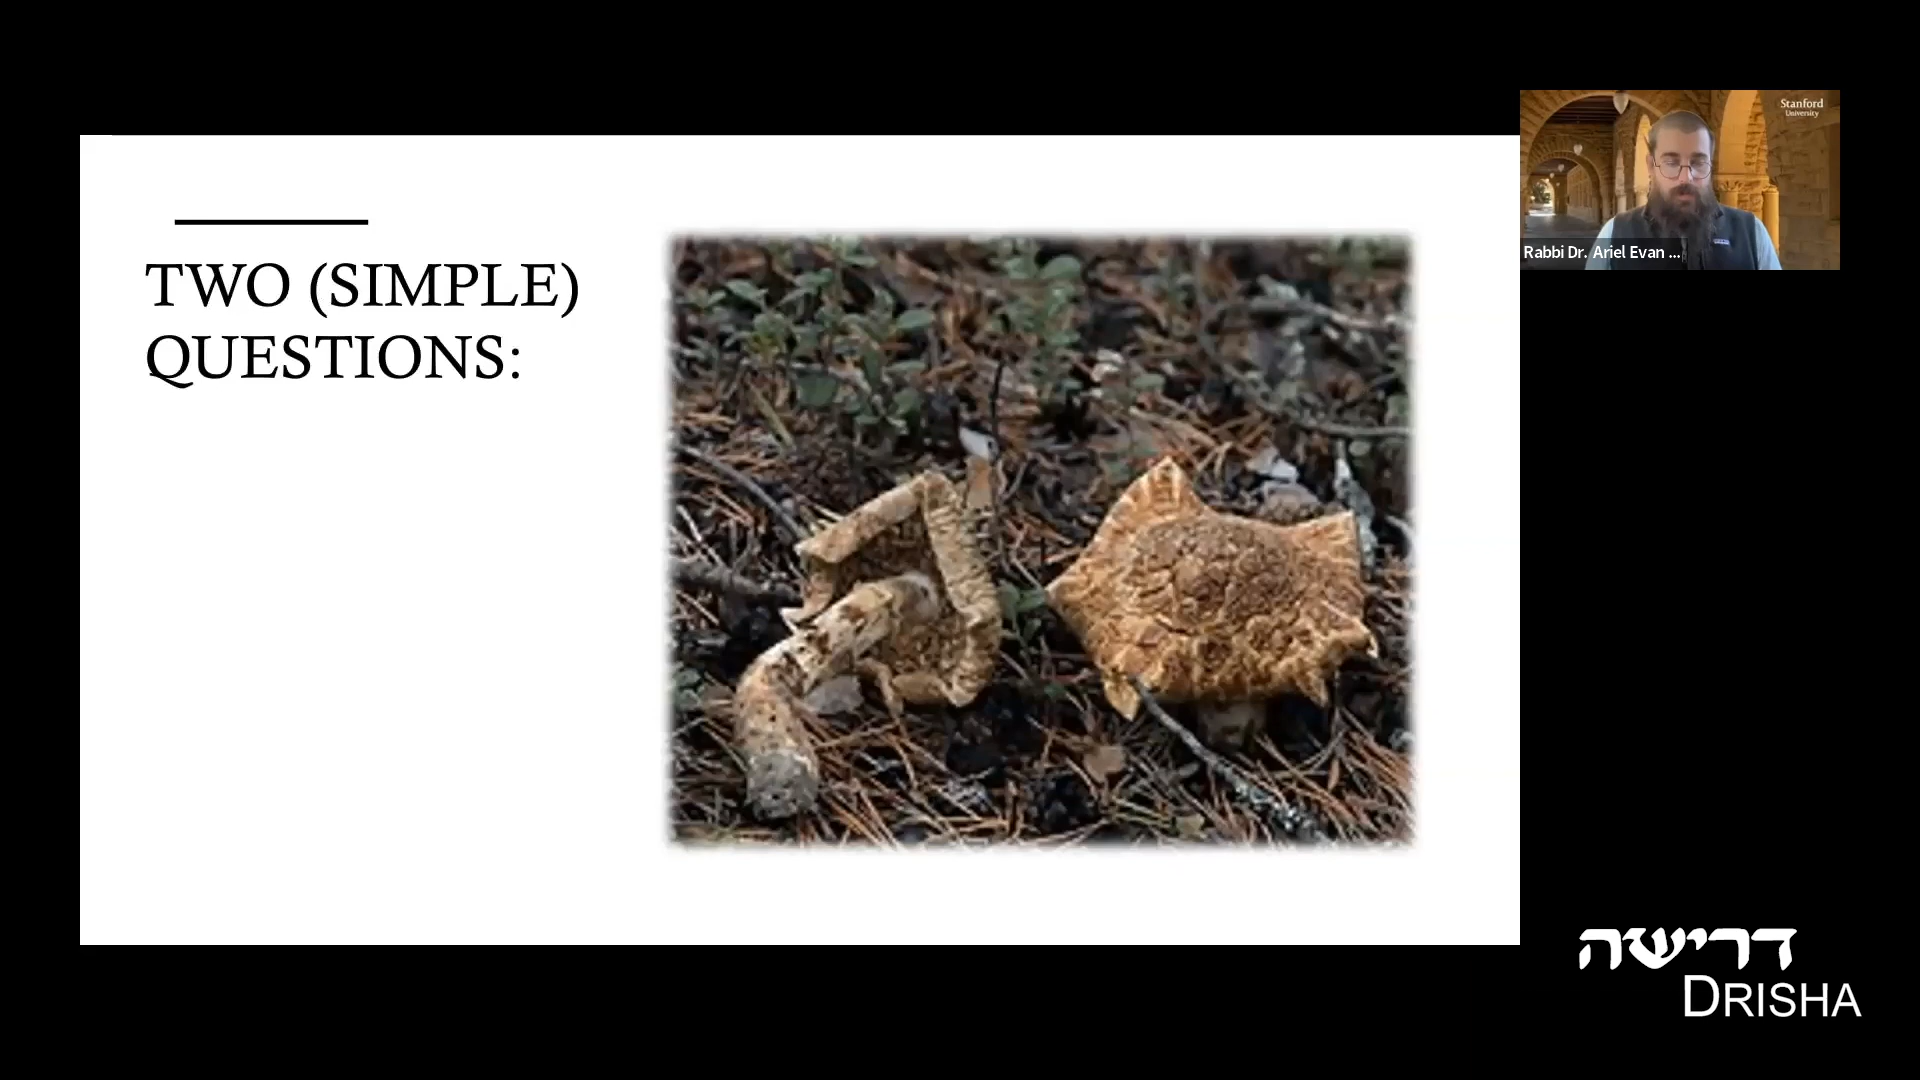 TWO (SIMPLE)
QUESTIONS:
Stanford
University
Rabbi Dr. Ariel Evan ...
דרישה
DRISHA